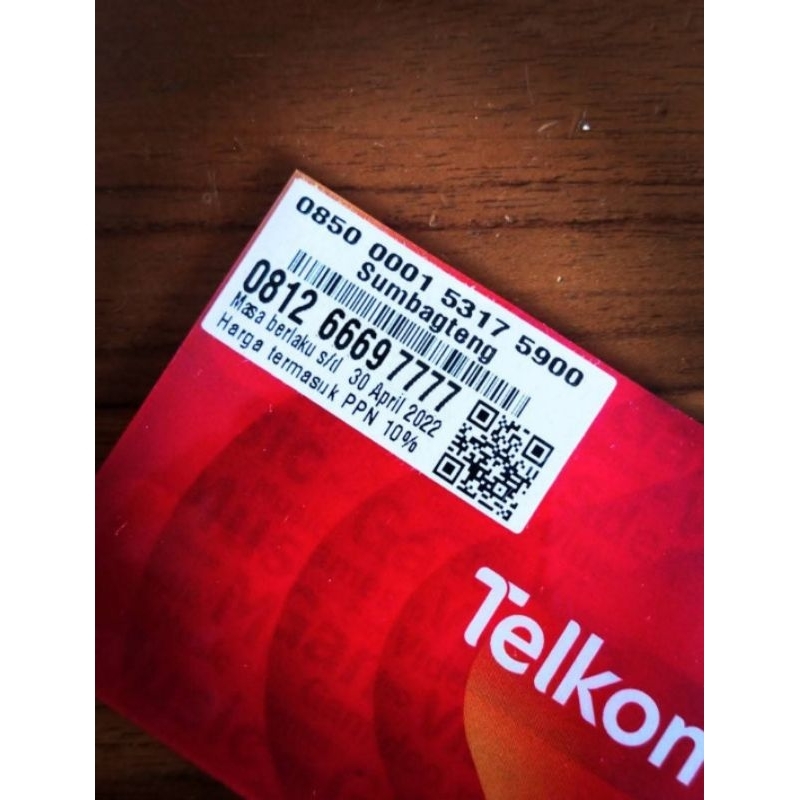 0850 0001 5317 5900
Sumbagteng
0812 66697777
Masa berlaku s/d 30 April 2022
Harga termasuk PPN 10%
Telkom